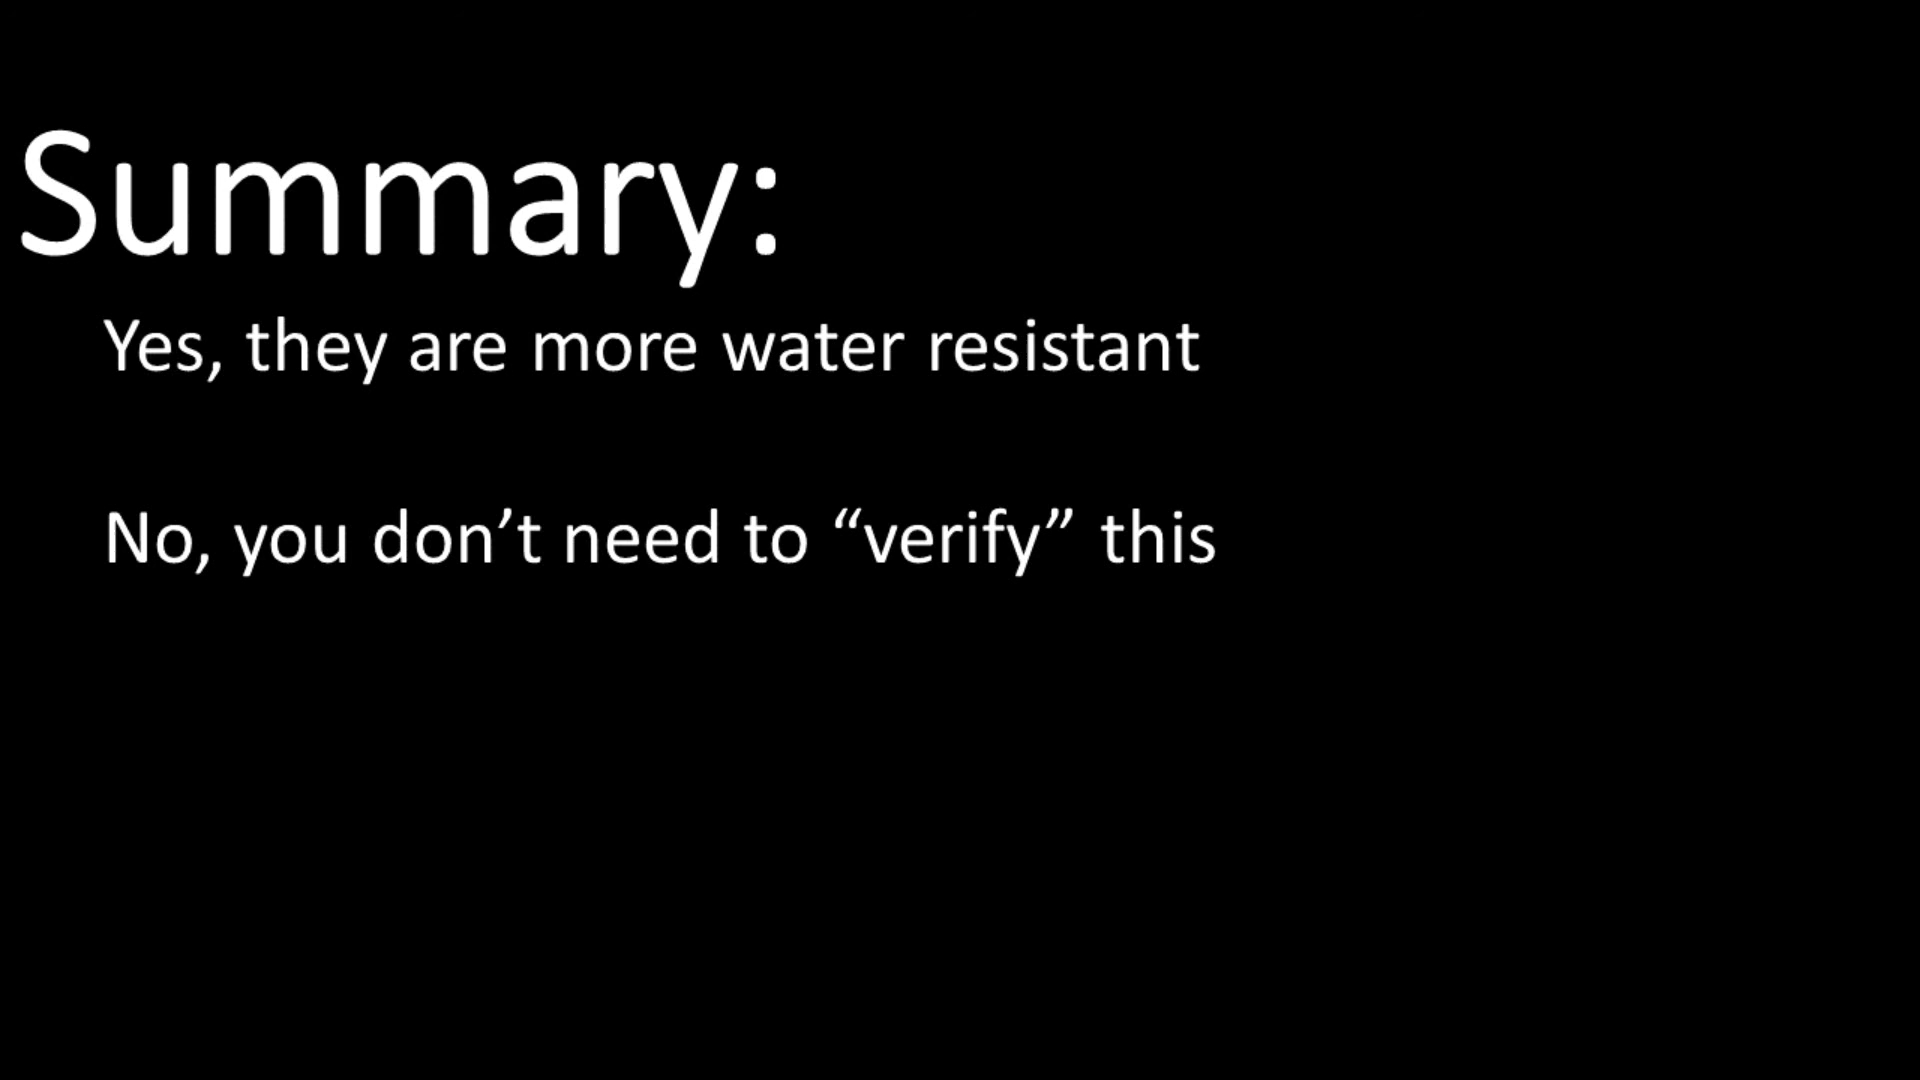 Summary:
Yes, they are more water resistant
No, you don’t need to “verify” this